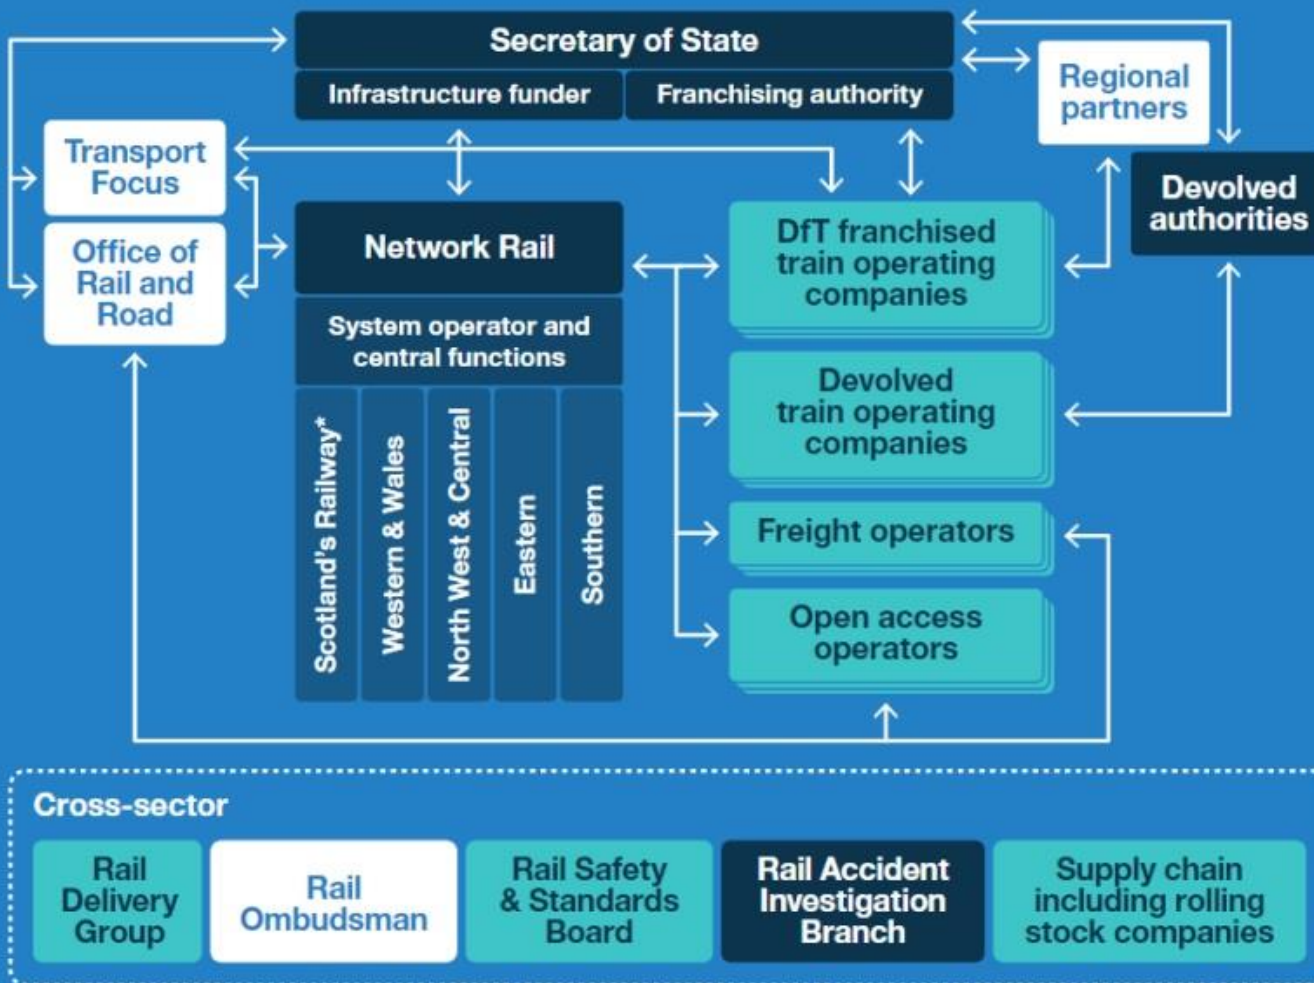 Secretary of State
Infrastructure funder
Franchising authority
Regional
partners
Transport
Focus
Devolved
authorities
Office of
Rail and
Road
Network Rail
DfT franchised
train operating
companies
System operator and
central functions
Devolved
train operating
companies
Scotland's Railway*
Western & Wales
North West & Central
Eastern
Southern
Freight operators
Open access
operators
Cross-sector
Rail
Delivery
Group
Rail
Ombudsman
Rail Safety
& Standards
Board
Rail Accident
Investigation
Branch
Supply chain
including rolling
stock companies